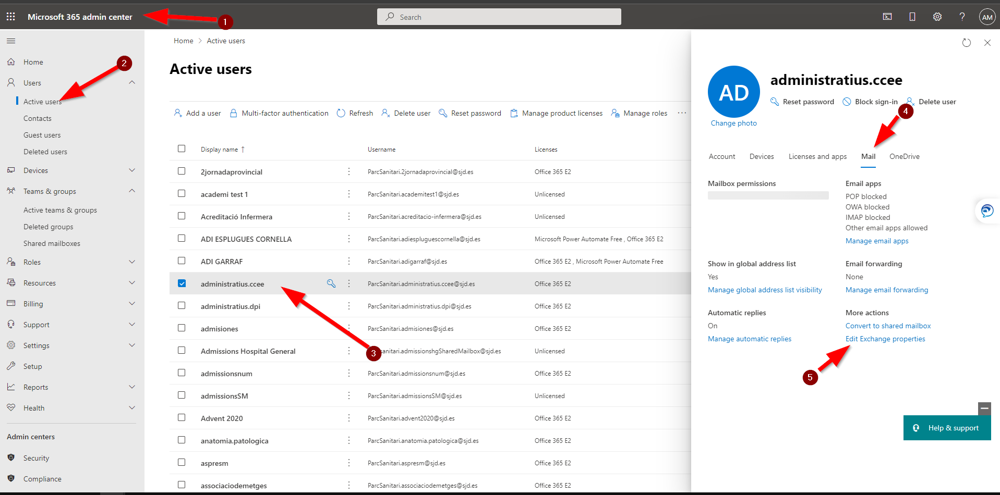 Microsoft 365 admin center
1
Search
AM
Home
Users
2
Active users
Contacts
Guest users
Deleted users
Devices
Teams & groups
Active teams & groups
Deleted groups
Shared mailboxes
Roles
Resources
Billing
Support
Settings
Setup
Reports
Health
Admin centers
Security
Compliance
Home > Active users
Active users
Add a user Multi-factor authentication Refresh Delete user Reset password Manage product licenses Manage roles ...
Display name ↑ Username Licenses
2jornadaprovincial ParcSanitari.2jornadaprovincial@sjd.es Office 365 E2
academi test 1 ParcSanitari.academitest1@sjd.es Unlicensed
Acreditació Infermera ParcSanitari.acreditacio-infermera@sjd.es Unlicensed
ADI ESPLUGUES CORNELLA ParcSanitari.adiespluguescornella@sjd.es Microsoft Power Automate Free , Office 365 E2
ADI GARRAF ParcSanitari.adigarraf@sjd.es Office 365 E2 , Microsoft Power Automate Free
administratius.ccee ParcSanitari.administratius.ccee@sjd.es Office 365 E2
administratius.dpi ParcSanitari.administratius.dpi@sjd.es Office 365 E2
admisiones ParcSanitari.admisiones@sjd.es Office 365 E2
Admissions Hospital General sanitari.admissionshgSharedMailbox@sjd.es Unlicensed
3
admissionsnum ParcSanitari.admissionsnum@sjd.es Office 365 E2
admissionsSM ParcSanitari.admissionsSM@sjd.es Unlicensed
Advent 2020 ParcSanitari.advent2020@sjd.es Office 365 E2
anatomia.patologica ParcSanitari.anatomia.patologica@sjd.es Office 365 E2
aspresm ParcSanitari.aspresm@sjd.es Office 365 E2
associaciodemetges ParcSanitari.associaciodemetges@sjd.es Office 365 E2
AD
Change photo
administratius.ccee
Reset password Block sign-in Delete user
4
Account Devices Licenses and apps Mail OneDrive
Mailbox permissions
Email apps
POP blocked
OWA blocked
IMAP blocked
Other email apps allowed
Manage email apps
Show in global address list
Yes
Manage global address list visibility
Email forwarding
None
Manage email forwarding
Automatic replies
On
Manage automatic replies
More actions
Convert to shared mailbox
Edit Exchange properties
5
Help & support